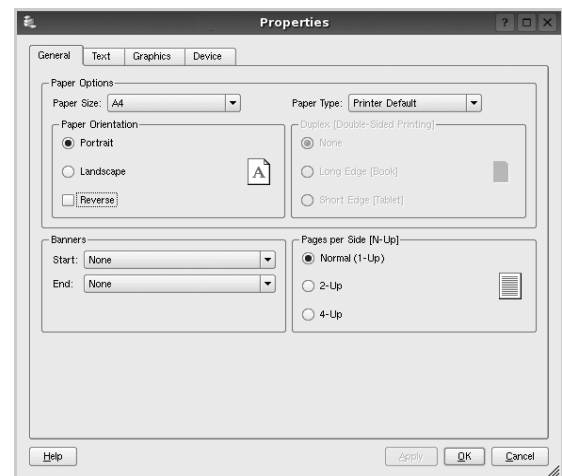 Properties
General Text Graphics Device
Paper Options
Paper Size: A4 Paper Type: Printer Default
Paper Orientation
Portrait
Landscape
Reverse
A
Duplex [Double-Sided Printing]
None
Long Edge [Book]
Short Edge [Tablet]
Banners
Start: None
End: None
Pages per Side [N-Up]
Normal (1-Up)
2-Up
4-Up
Help Apply OK Cancel